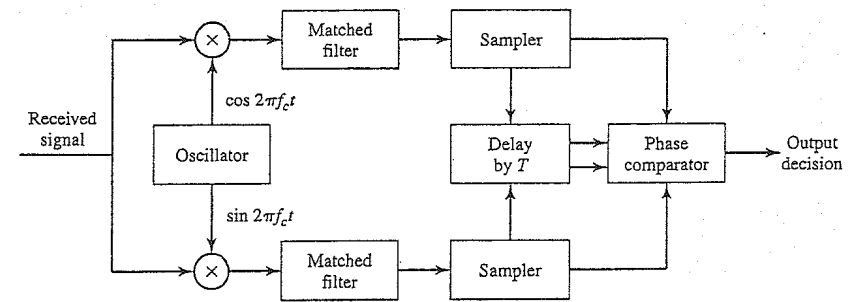 Matched
filter
Sampler
cos 2πf_ct
Received
signal
Oscillator
Delay
by T
Phase
comparator
Output
decision
sin 2πf_ct
Matched
filter
Sampler